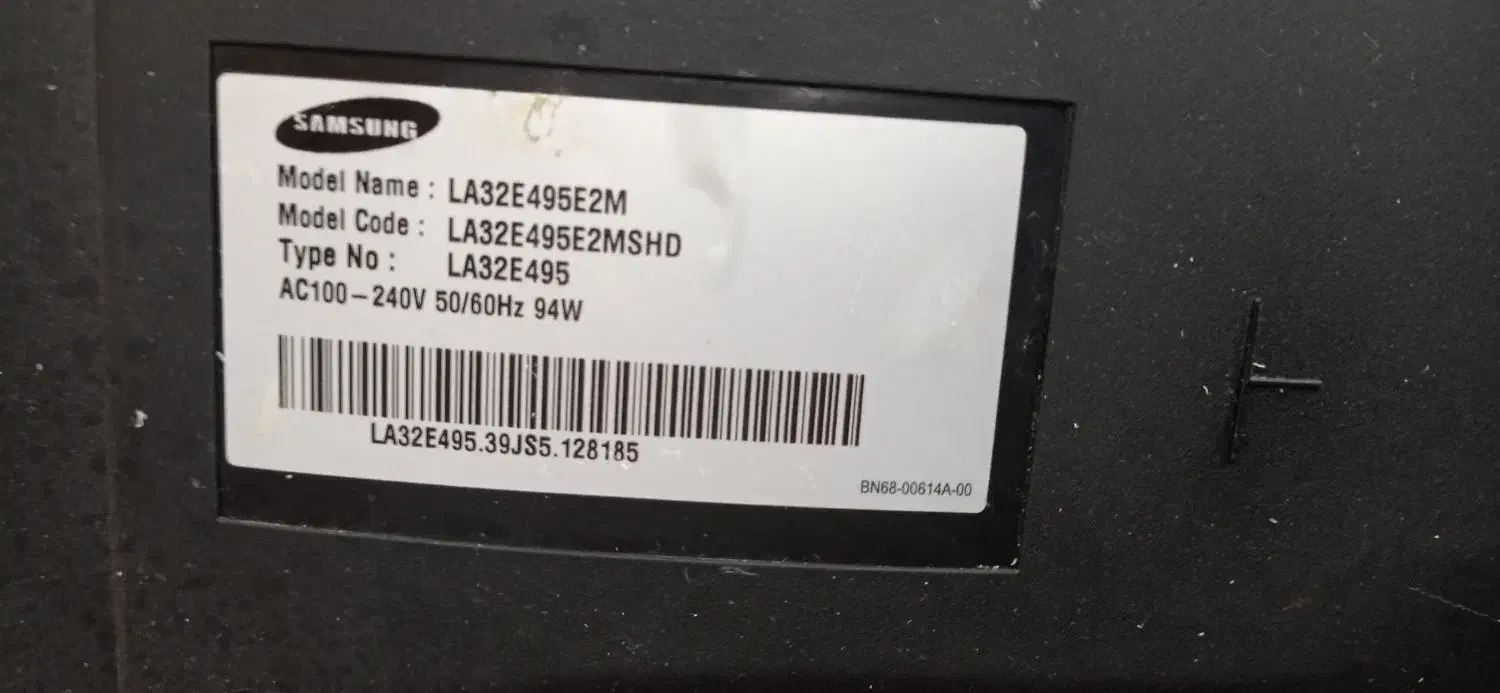 SAMSUNG
Model Name : LA32E495E2M
Model Code : LA32E495E2MSHD
Type No : LA32E495
AC100-240V 50/60Hz 94W
LA32E495.39JS5.128185
BN68-00614A-00